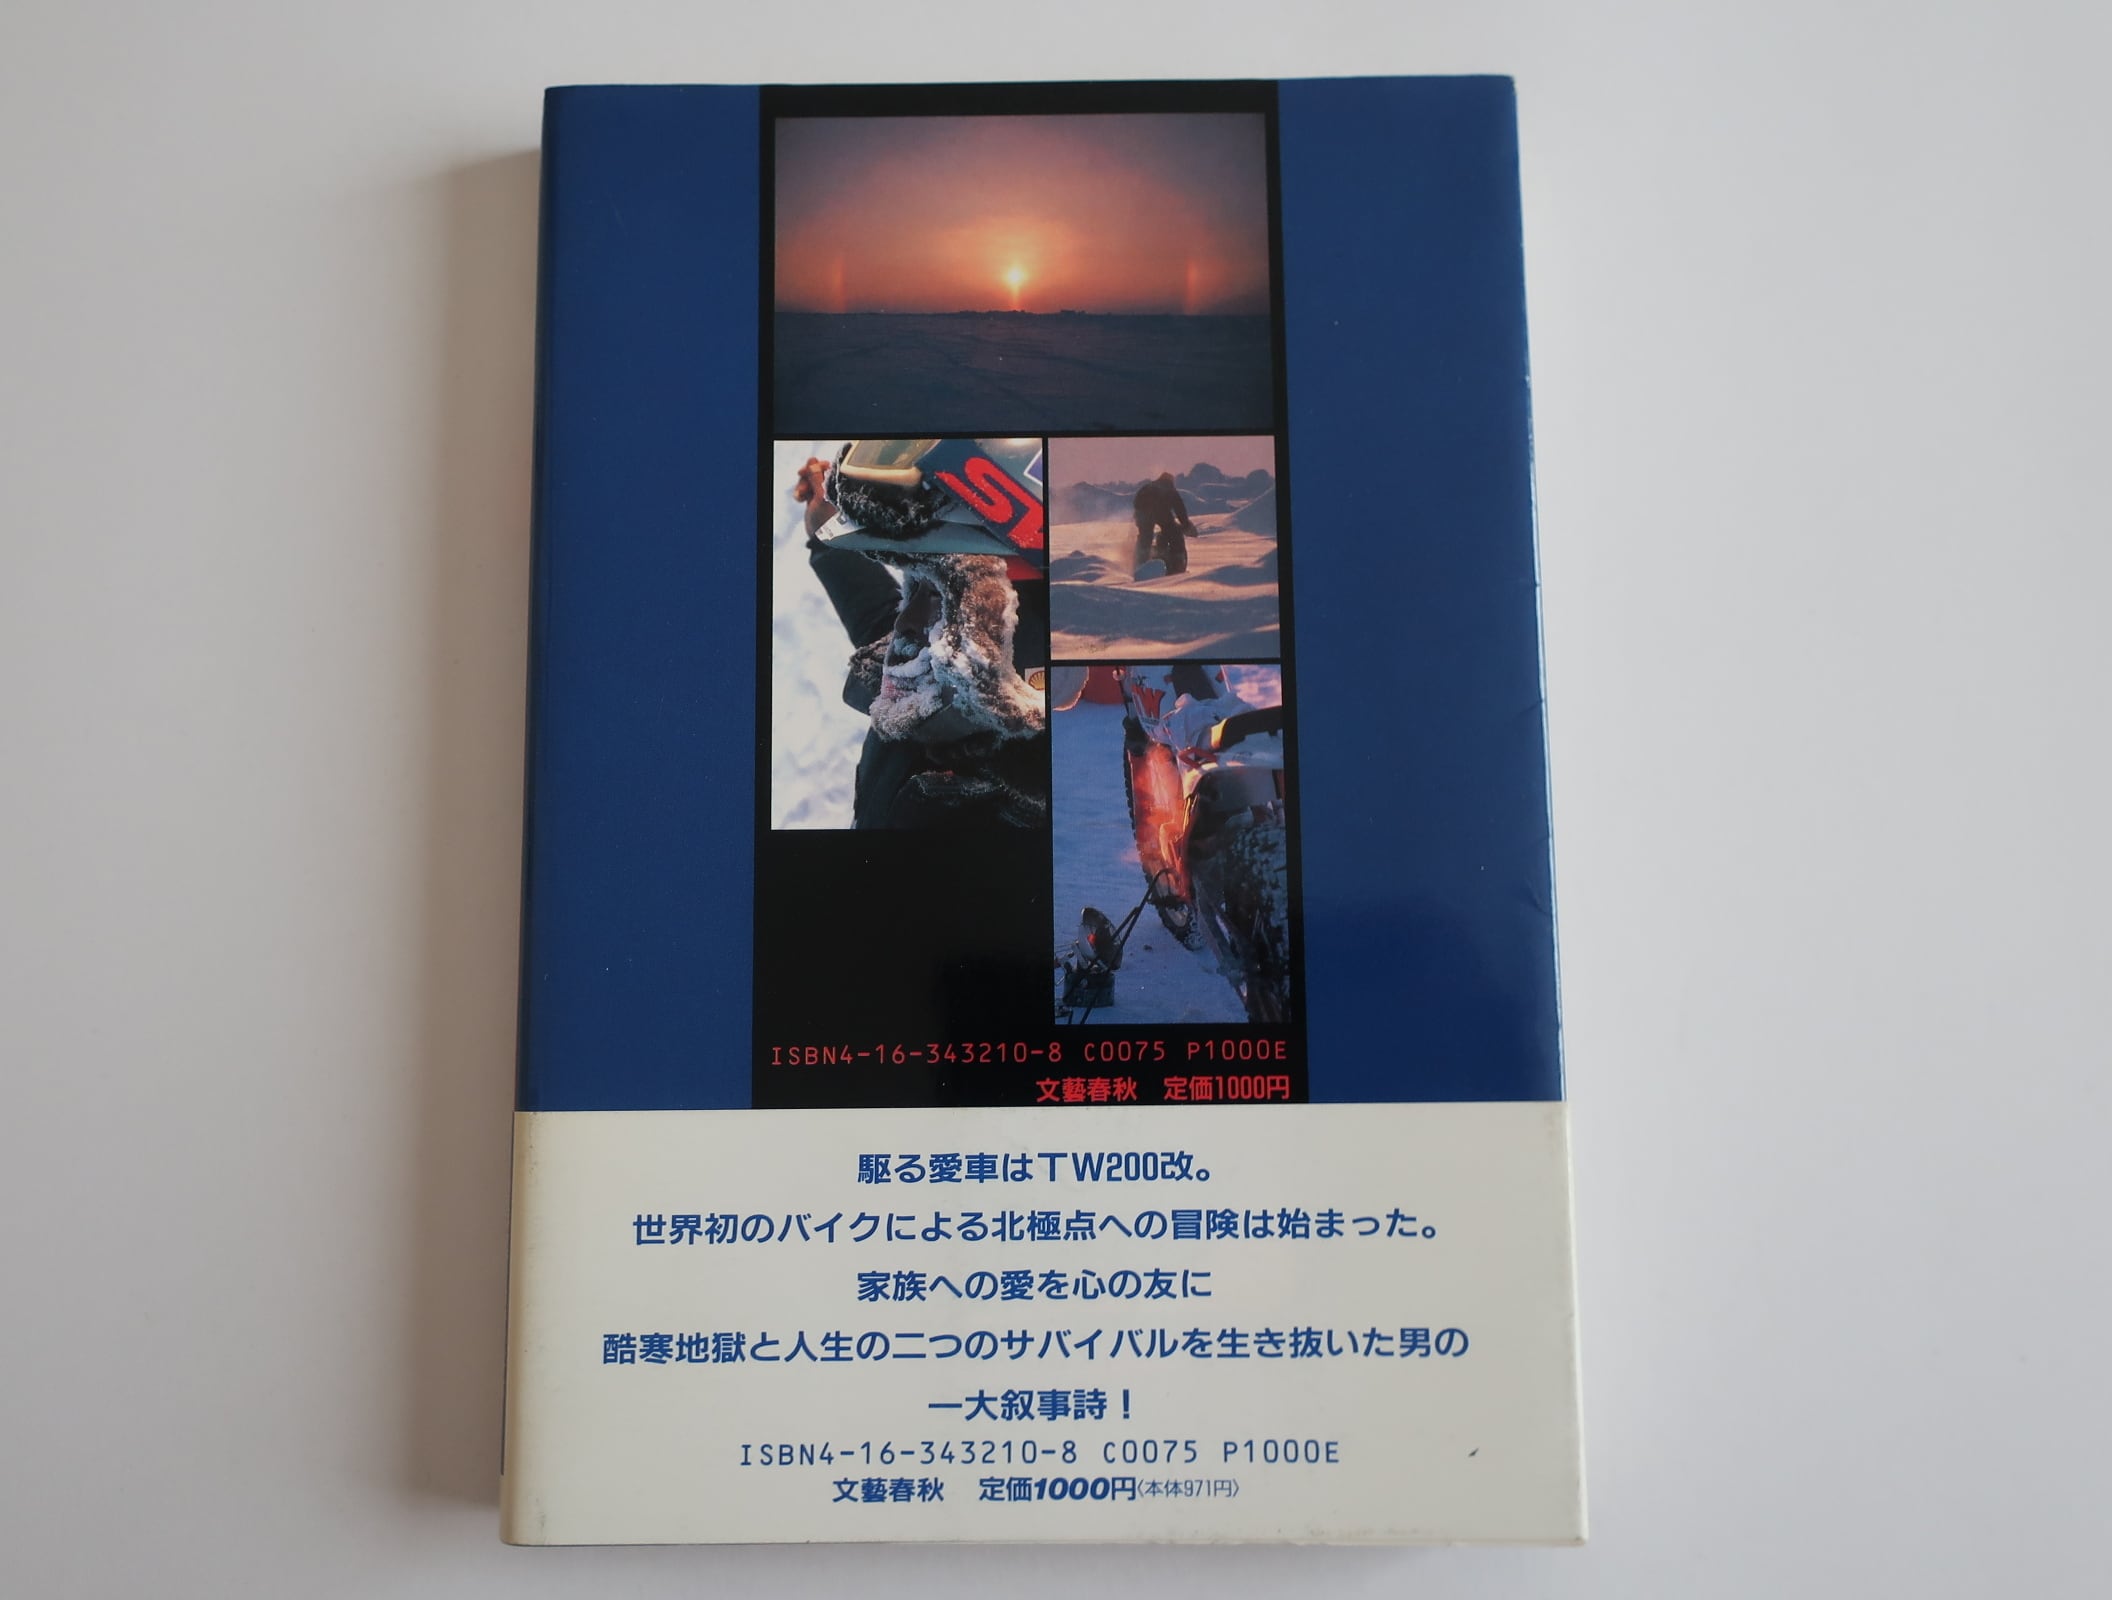 ISBN4-16-343210-8 C0075 P1000E
文藝春秋 定価1000円
駆る愛車はTW200改。
世界初のバイクによる北極点への冒険は始まった。
家族への愛を心の友に
酷寒地獄と人生の二つのサバイバルを生き抜いた男の
一大叙事詩！
ISBN4-16-343210-8 C0075 P1000E
文藝春秋 定価1000円〈本体971円〉